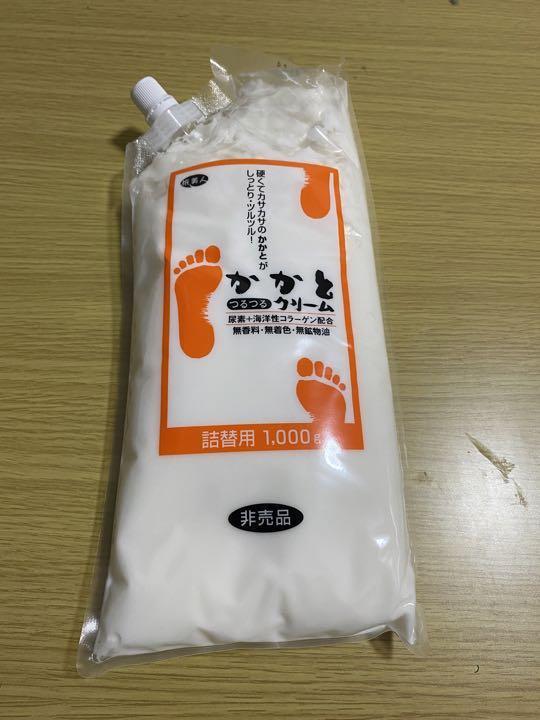 旅美人
硬くてカサカサのかかとが
しっとり・ツルツル!
かかと
つるつる クリーム
尿素+海洋性コラーゲン配合
無香料・無着色・無鉱物油
詰替用 1,000g
非売品